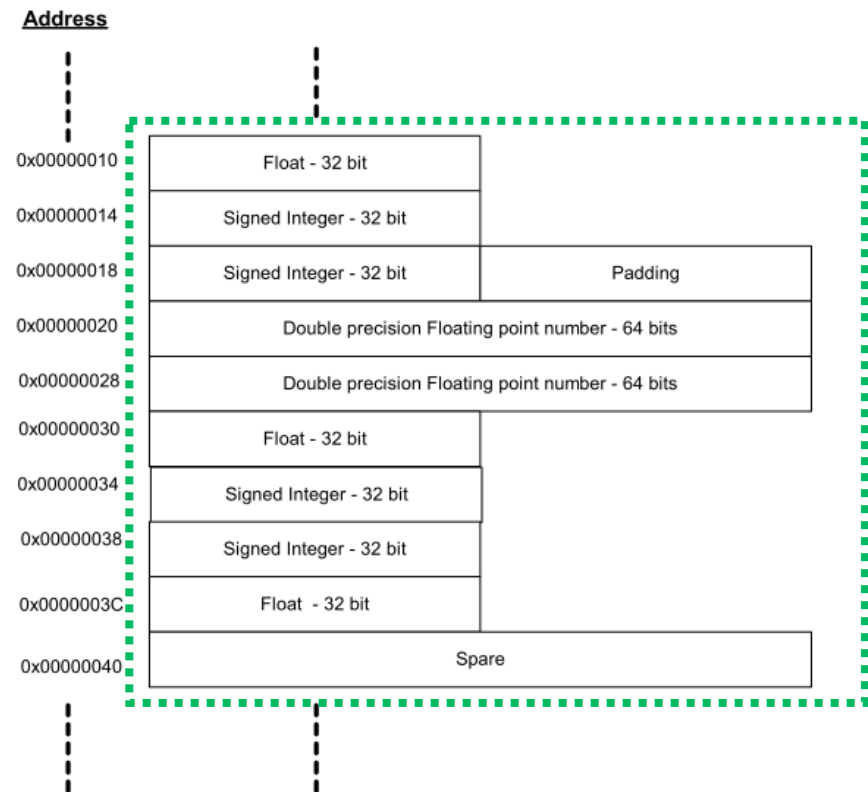 Address
0x00000010 Float - 32 bit
0x00000014 Signed Integer - 32 bit
0x00000018 Signed Integer - 32 bit Padding
0x00000020 Double precision Floating point number - 64 bits
0x00000028 Double precision Floating point number - 64 bits
0x00000030 Float - 32 bit
0x00000034 Signed Integer - 32 bit
0x00000038 Signed Integer - 32 bit
0x0000003C Float - 32 bit
0x00000040 Spare